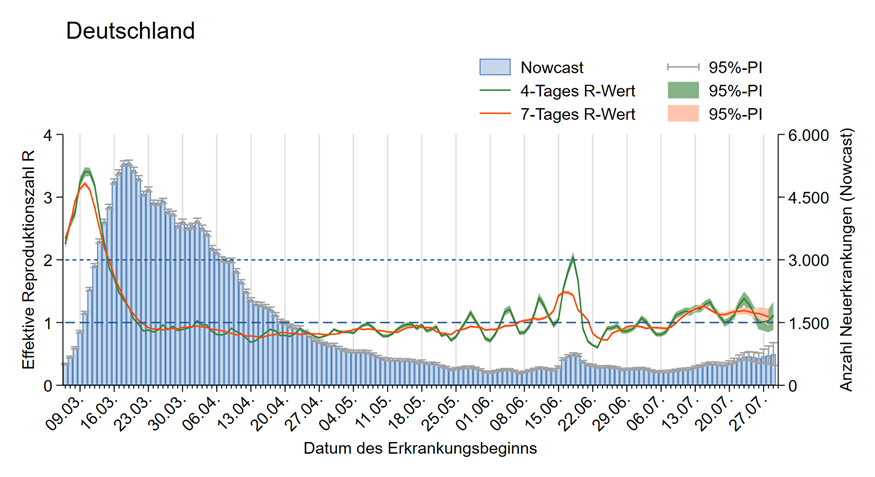 Deutschland
Nowcast 95%-PI
4-Tages R-Wert 95%-PI
7-Tages R-Wert 95%-PI
Effektive Reproduktionszahl R
4
3
2
1
0
6.000
4.500
3.000
1.500
0
Anzahl Neuerkrankungen (Nowcast)
09.03. 16.03. 23.03. 30.03. 06.04. 13.04. 20.04. 27.04. 04.05. 11.05. 18.05. 25.05. 01.06. 08.06. 15.06. 22.06. 29.06. 06.07. 13.07. 20.07. 27.07.
Datum des Erkrankungsbeginns